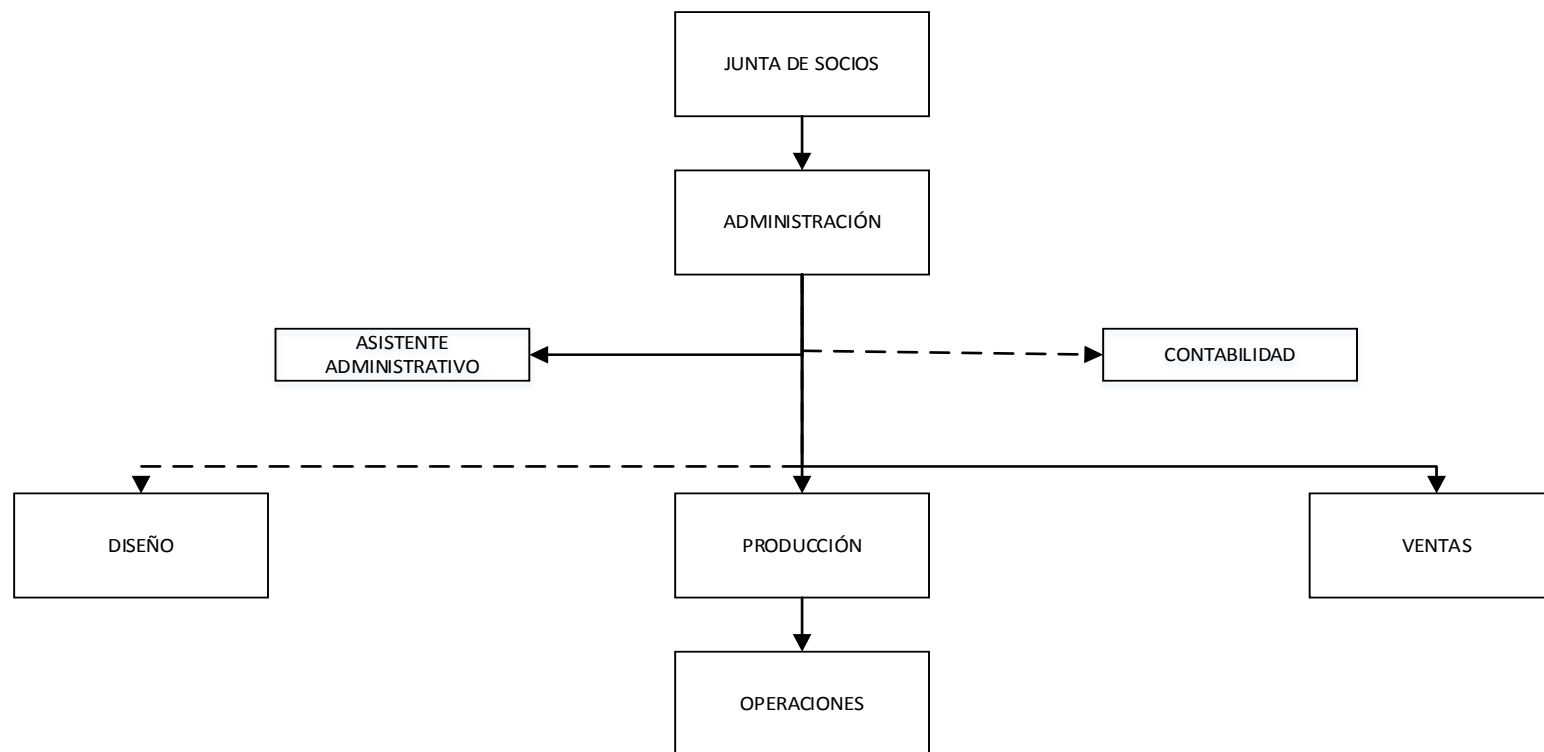 JUNTA DE SOCIOS
ADMINISTRACIÓN
ASISTENTE
ADMINISTRATIVO
CONTABILIDAD
DISEÑO
PRODUCCIÓN
VENTAS
OPERACIONES